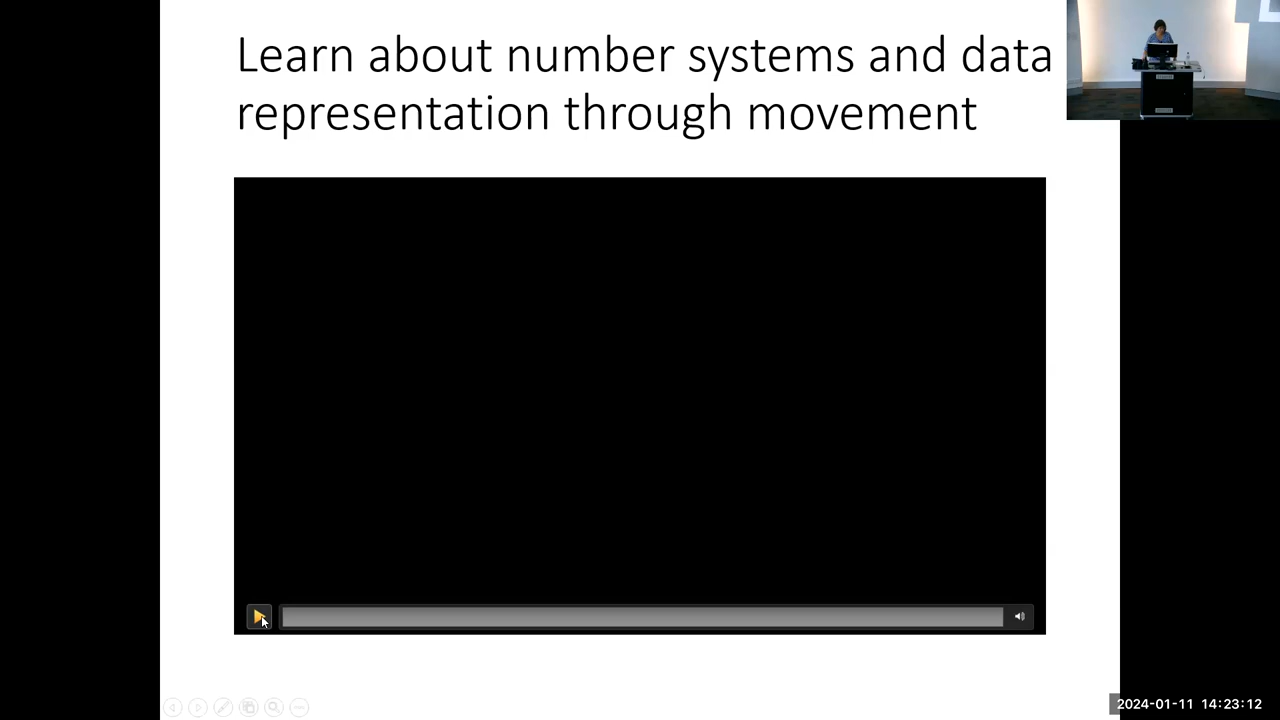 Learn about number systems and data
representation through movement
2024-01-11 14:23:12